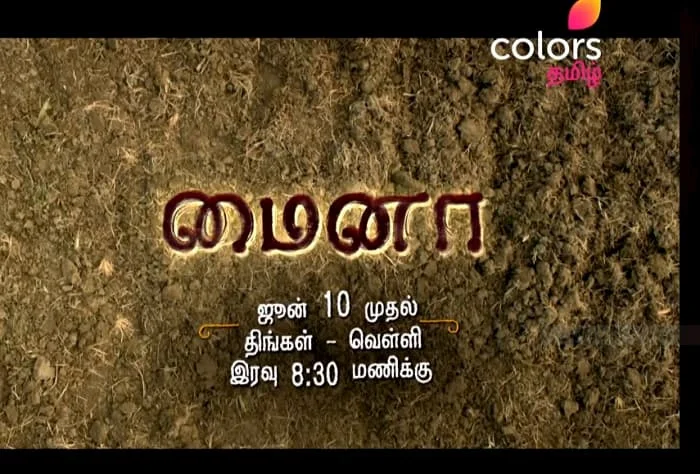 colors
தமிழ்
மைனா
ஜூன் 10 முதல்
திங்கள் - வெள்ளி
இரவு 8:30 மணிக்கு